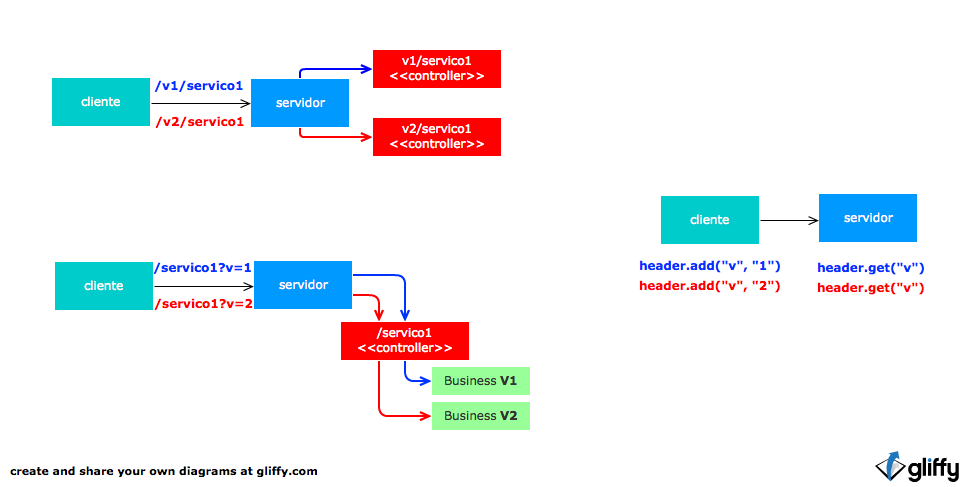 v1/servico1
<<controller>>
/v1/servico1
cliente
servidor
/v2/servico1
v2/servico1
<<controller>>
/servico1?v=1
cliente
servidor
/servico1?v=2
/servico1
<<controller>>
Business V1
Business V2
cliente
servidor
header.add("v", "1")
header.get("v")
header.add("v", "2")
header.get("v")
create and share your own diagrams at gliffy.com
gliffy